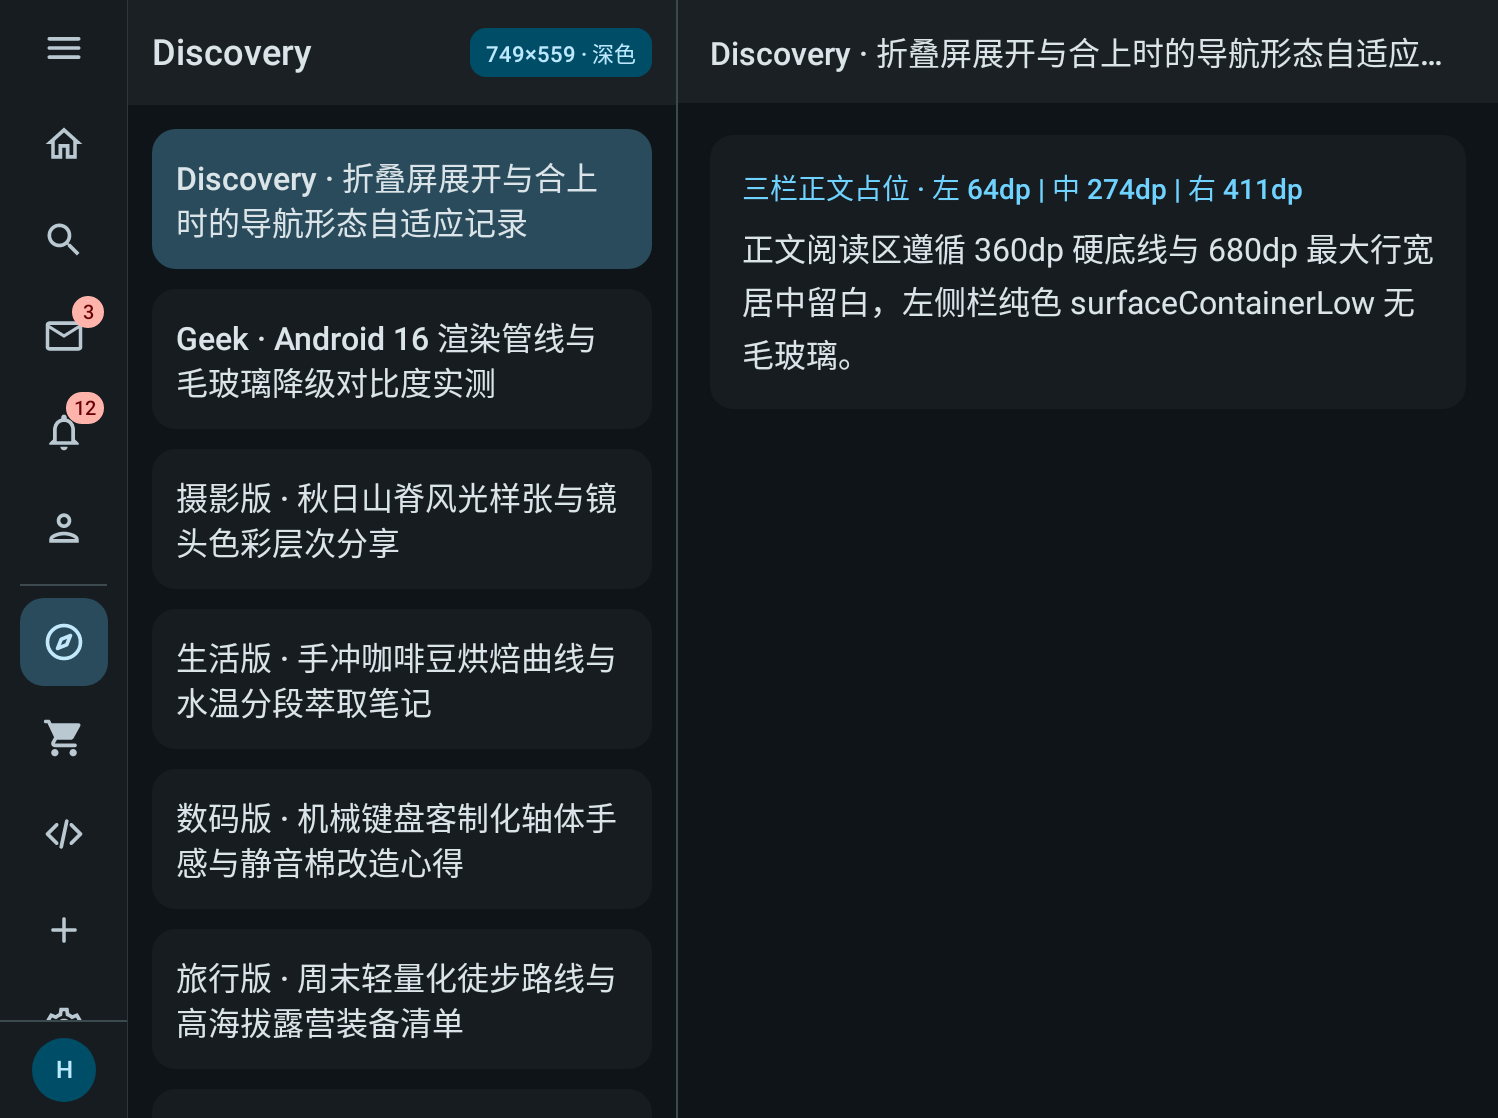 3
12
H
Discovery
749×559 · 深色
Discovery · 折叠屏展开与合上
时的导航形态自适应记录
Geek · Android 16 渲染管线与
毛玻璃降级对比度实测
摄影版 · 秋日山脊风光样张与镜
头色彩层次分享
生活版 · 手冲咖啡豆烘焙曲线与
水温分段萃取笔记
数码版 · 机械键盘客制化轴体手
感与静音棉改造心得
旅行版 · 周末轻量化徒步路线与
高海拔露营装备清单
Discovery · 折叠屏展开与合上时的导航形态自适应...
三栏正文占位 · 左 64dp | 中 274dp | 右 411dp
正文阅读区遵循 360dp 硬底线与 680dp 最大行宽
居中留白，左侧栏纯色 surfaceContainerLow 无
毛玻璃。